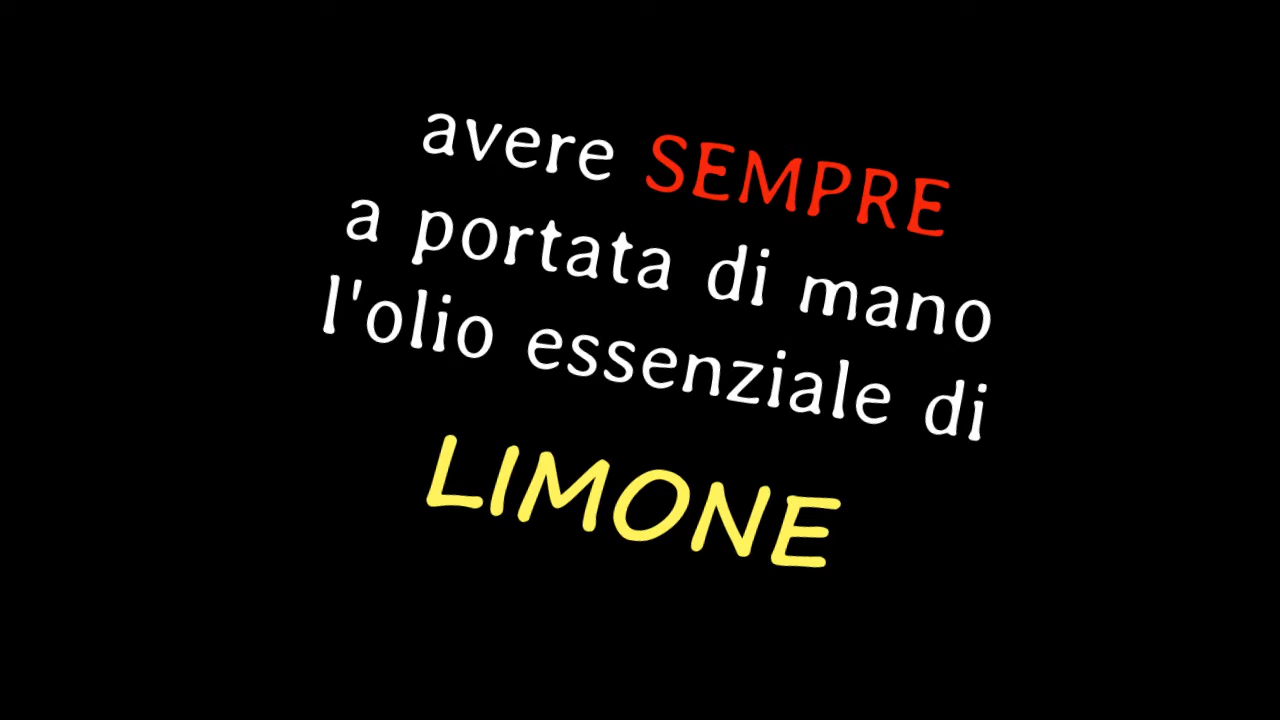 avere SEMPRE
a portata di mano
l'olio essenziale di
LIMONE